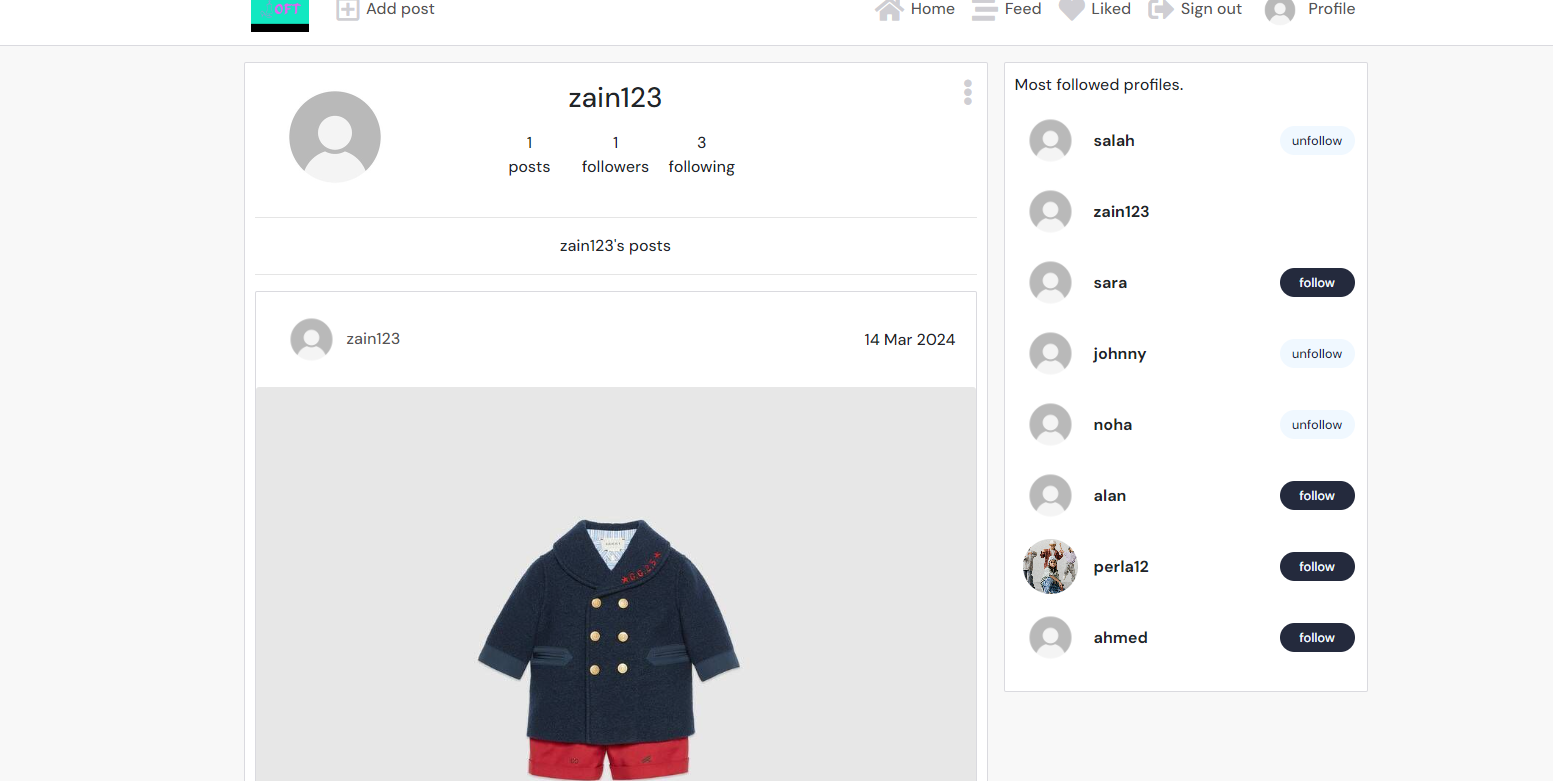 OFT
Add post
Home
Feed
Liked
Sign out
Profile
zain123
1 posts
1 followers
3 following
zain123's posts
zain123
14 Mar 2024
Most followed profiles.
salah unfollow
zain123
sara follow
johnny unfollow
noha unfollow
alan follow
perla12 follow
ahmed follow